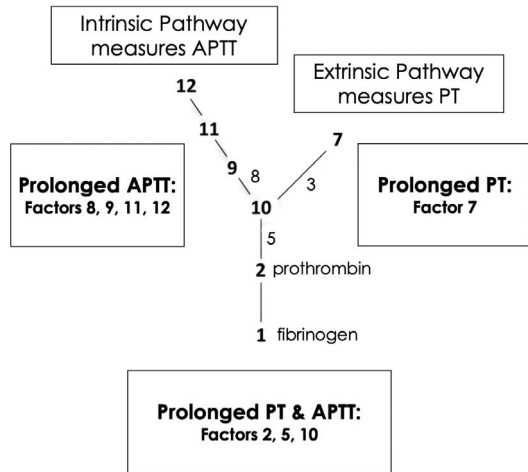 Intrinsic Pathway
measures APTT
Extrinsic Pathway
measures PT
12
11
7
9
8
3
10
Prolonged APTT:
Factors 8, 9, 11, 12
Prolonged PT:
Factor 7
5
2 prothrombin
1 fibrinogen
Prolonged PT & APTT:
Factors 2, 5, 10